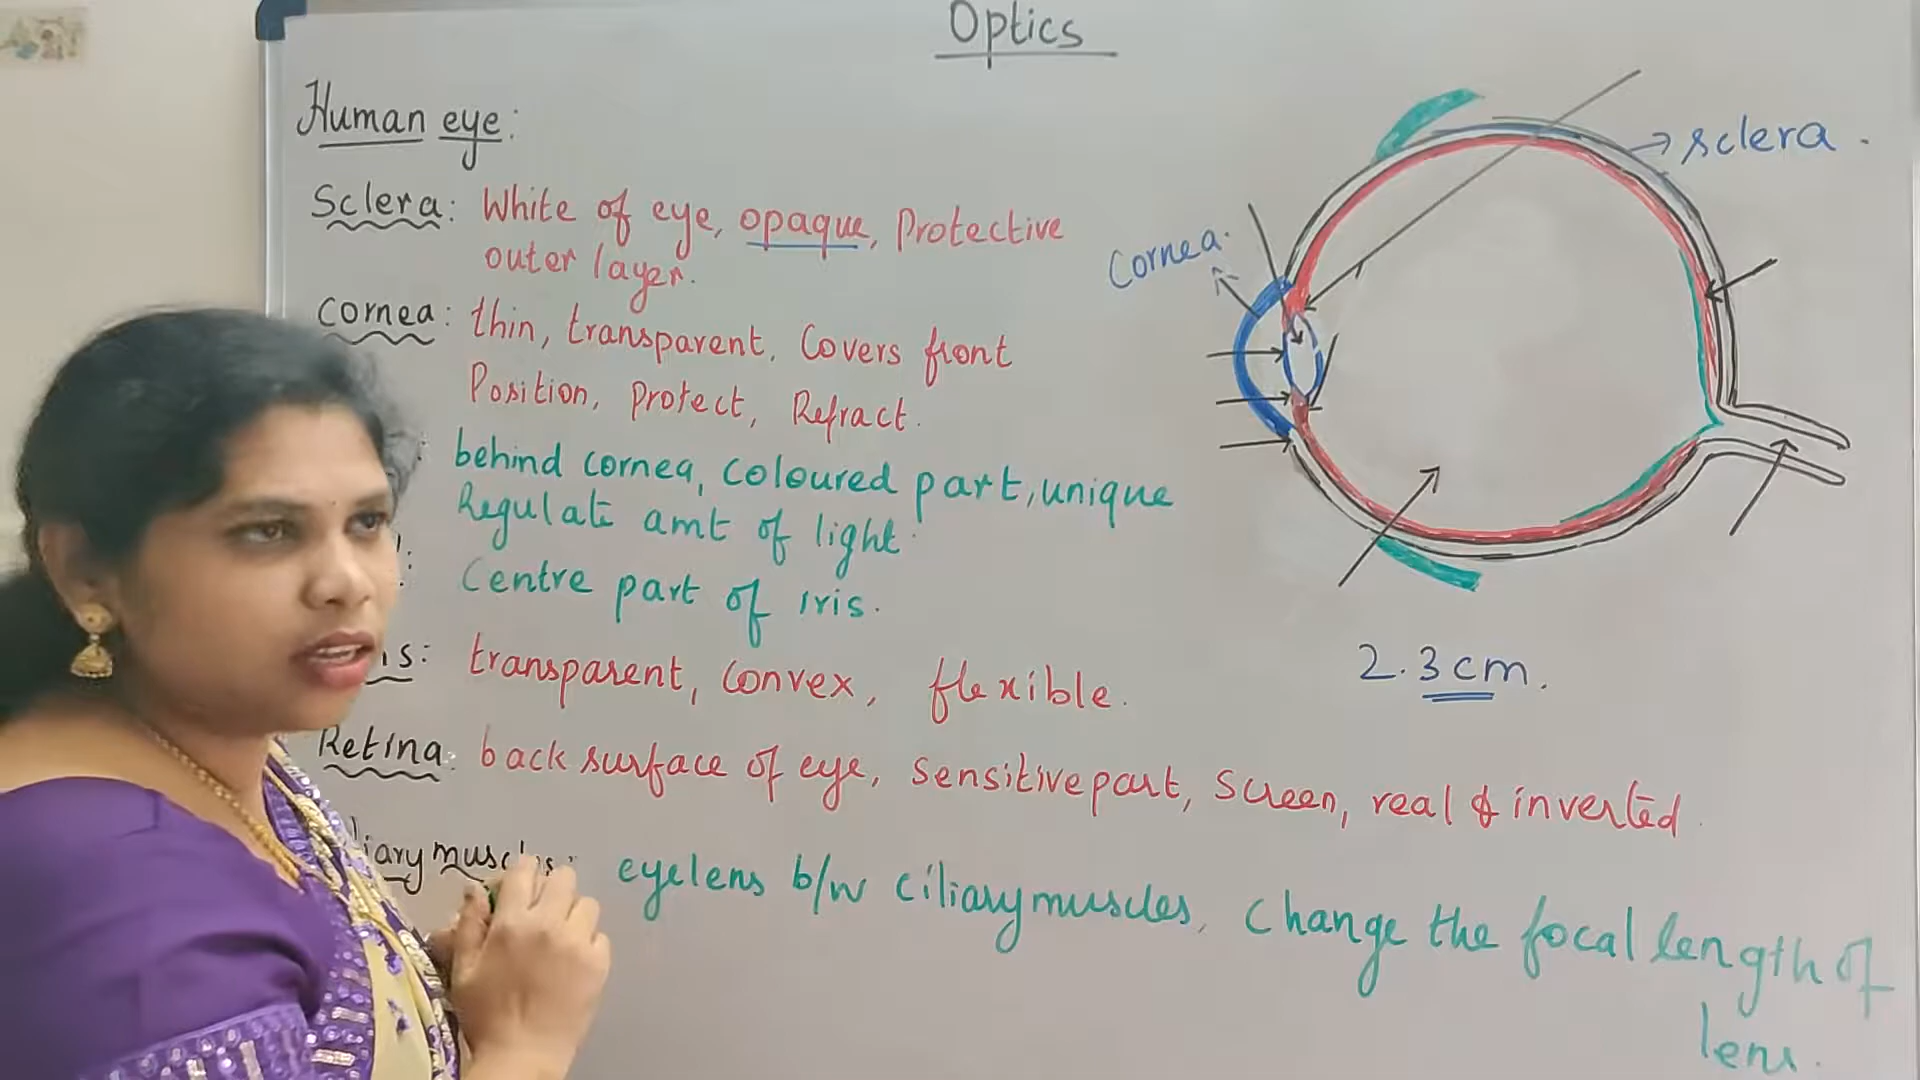 Optics
Human eye:
Sclera: White of eye, opaque, Protective
outer layer.
Cornea: thin, transparent, Covers front
Position, protect, Refract.
: behind cornea, coloured part, unique
Regulate amt of light.
: Centre part of iris.
ns: transparent, convex, flexible.
Retina: back surface of eye, sensitive part, Screen, real & inverted.
liary muscles: eyelens b/w ciliary muscles, Change the focal length of
lens.
sclera.
Cornea.
2.3 cm.